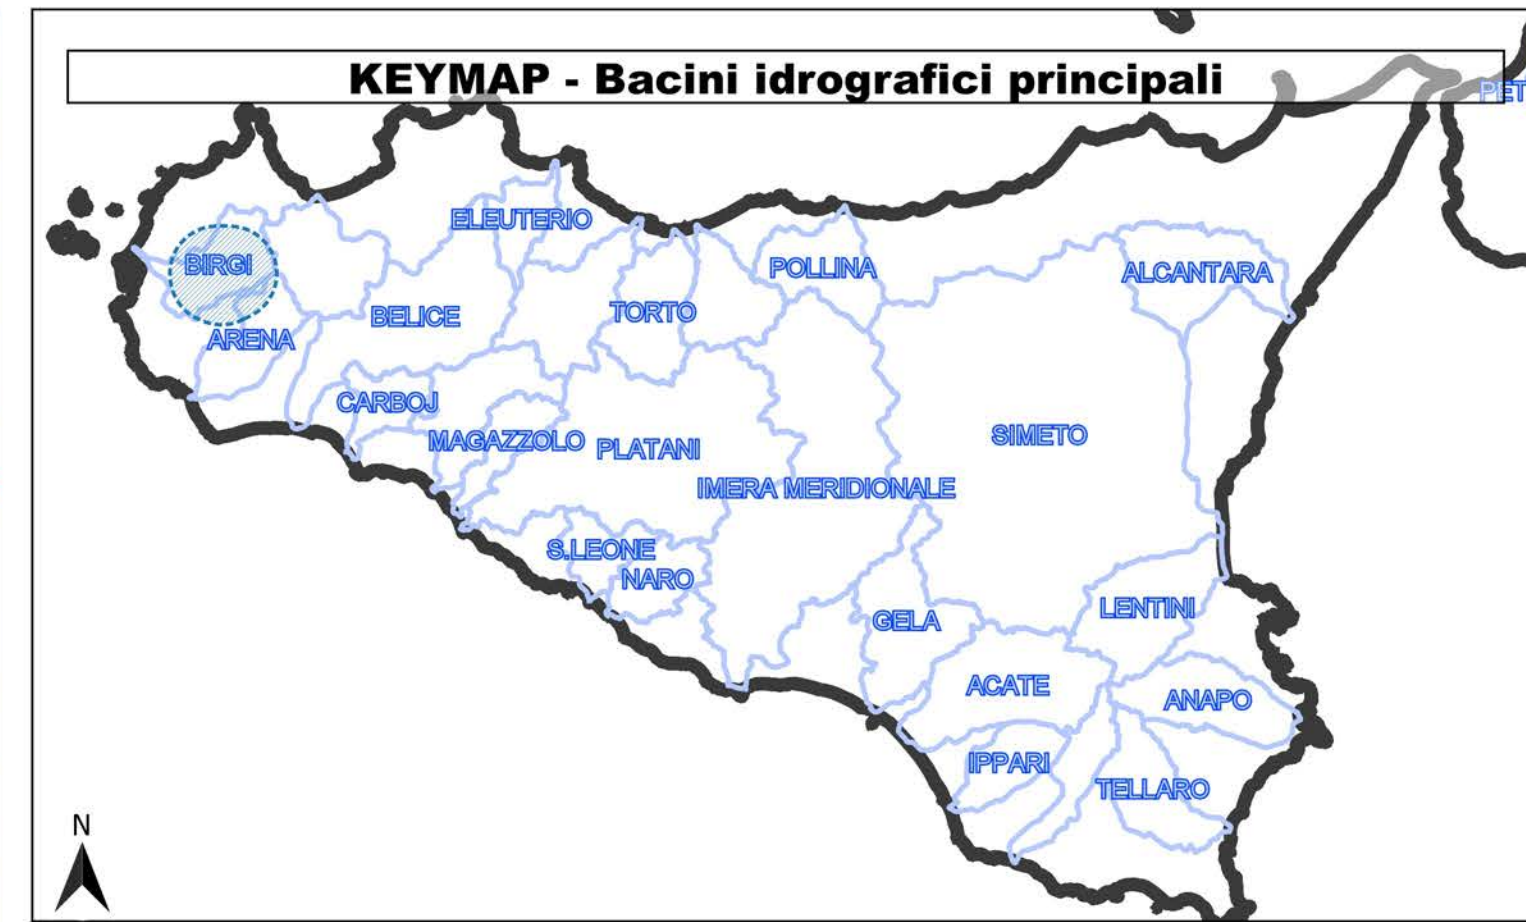 KEYMAP - Bacini idrografici principali
PET
ELEUTERIO
BIRGI
POLLINA
ALCANTARA
BELICE
TORTO
ARENA
CARBOJ
MAGAZZOLO
PLATANI
SIMETO
IMERA MERIDIONALE
S.LEONE
NARO
GELA
LENTINI
ACATE
ANAPO
IPPARI
TELLARO
N